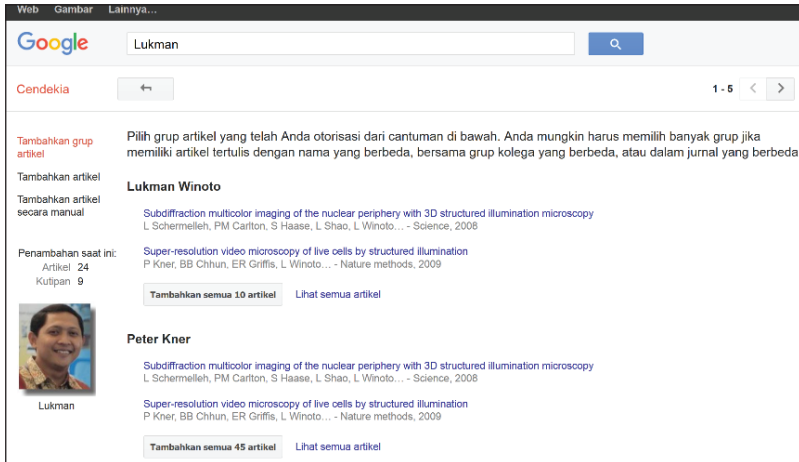 Web Gambar Lainnya...
Google
Lukman
Cendekia
1 - 5
Tambahkan grup
artikel
Tambahkan artikel
Tambahkan artikel
secara manual
Penambahan saat ini:
Artikel 24
Kutipan 9
Lukman
Pilih grup artikel yang telah Anda otorisasi dari cantuman di bawah. Anda mungkin harus memilih banyak grup jika
memiliki artikel tertulis dengan nama yang berbeda, bersama grup kolega yang berbeda, atau dalam jurnal yang berbeda
Lukman Winoto
Subdiffraction multicolor imaging of the nuclear periphery with 3D structured illumination microscopy
L Schermelleh, PM Carlton, S Haase, L Shao, L Winoto... - Science, 2008
Super-resolution video microscopy of live cells by structured illumination
P Kner, BB Chhun, ER Griffis, L Winoto... - Nature methods, 2009
Tambahkan semua 10 artikel Lihat semua artikel
Peter Kner
Subdiffraction multicolor imaging of the nuclear periphery with 3D structured illumination microscopy
L Schermelleh, PM Carlton, S Haase, L Shao, L Winoto... - Science, 2008
Super-resolution video microscopy of live cells by structured illumination
P Kner, BB Chhun, ER Griffis, L Winoto... - Nature methods, 2009
Tambahkan semua 45 artikel Lihat semua artikel